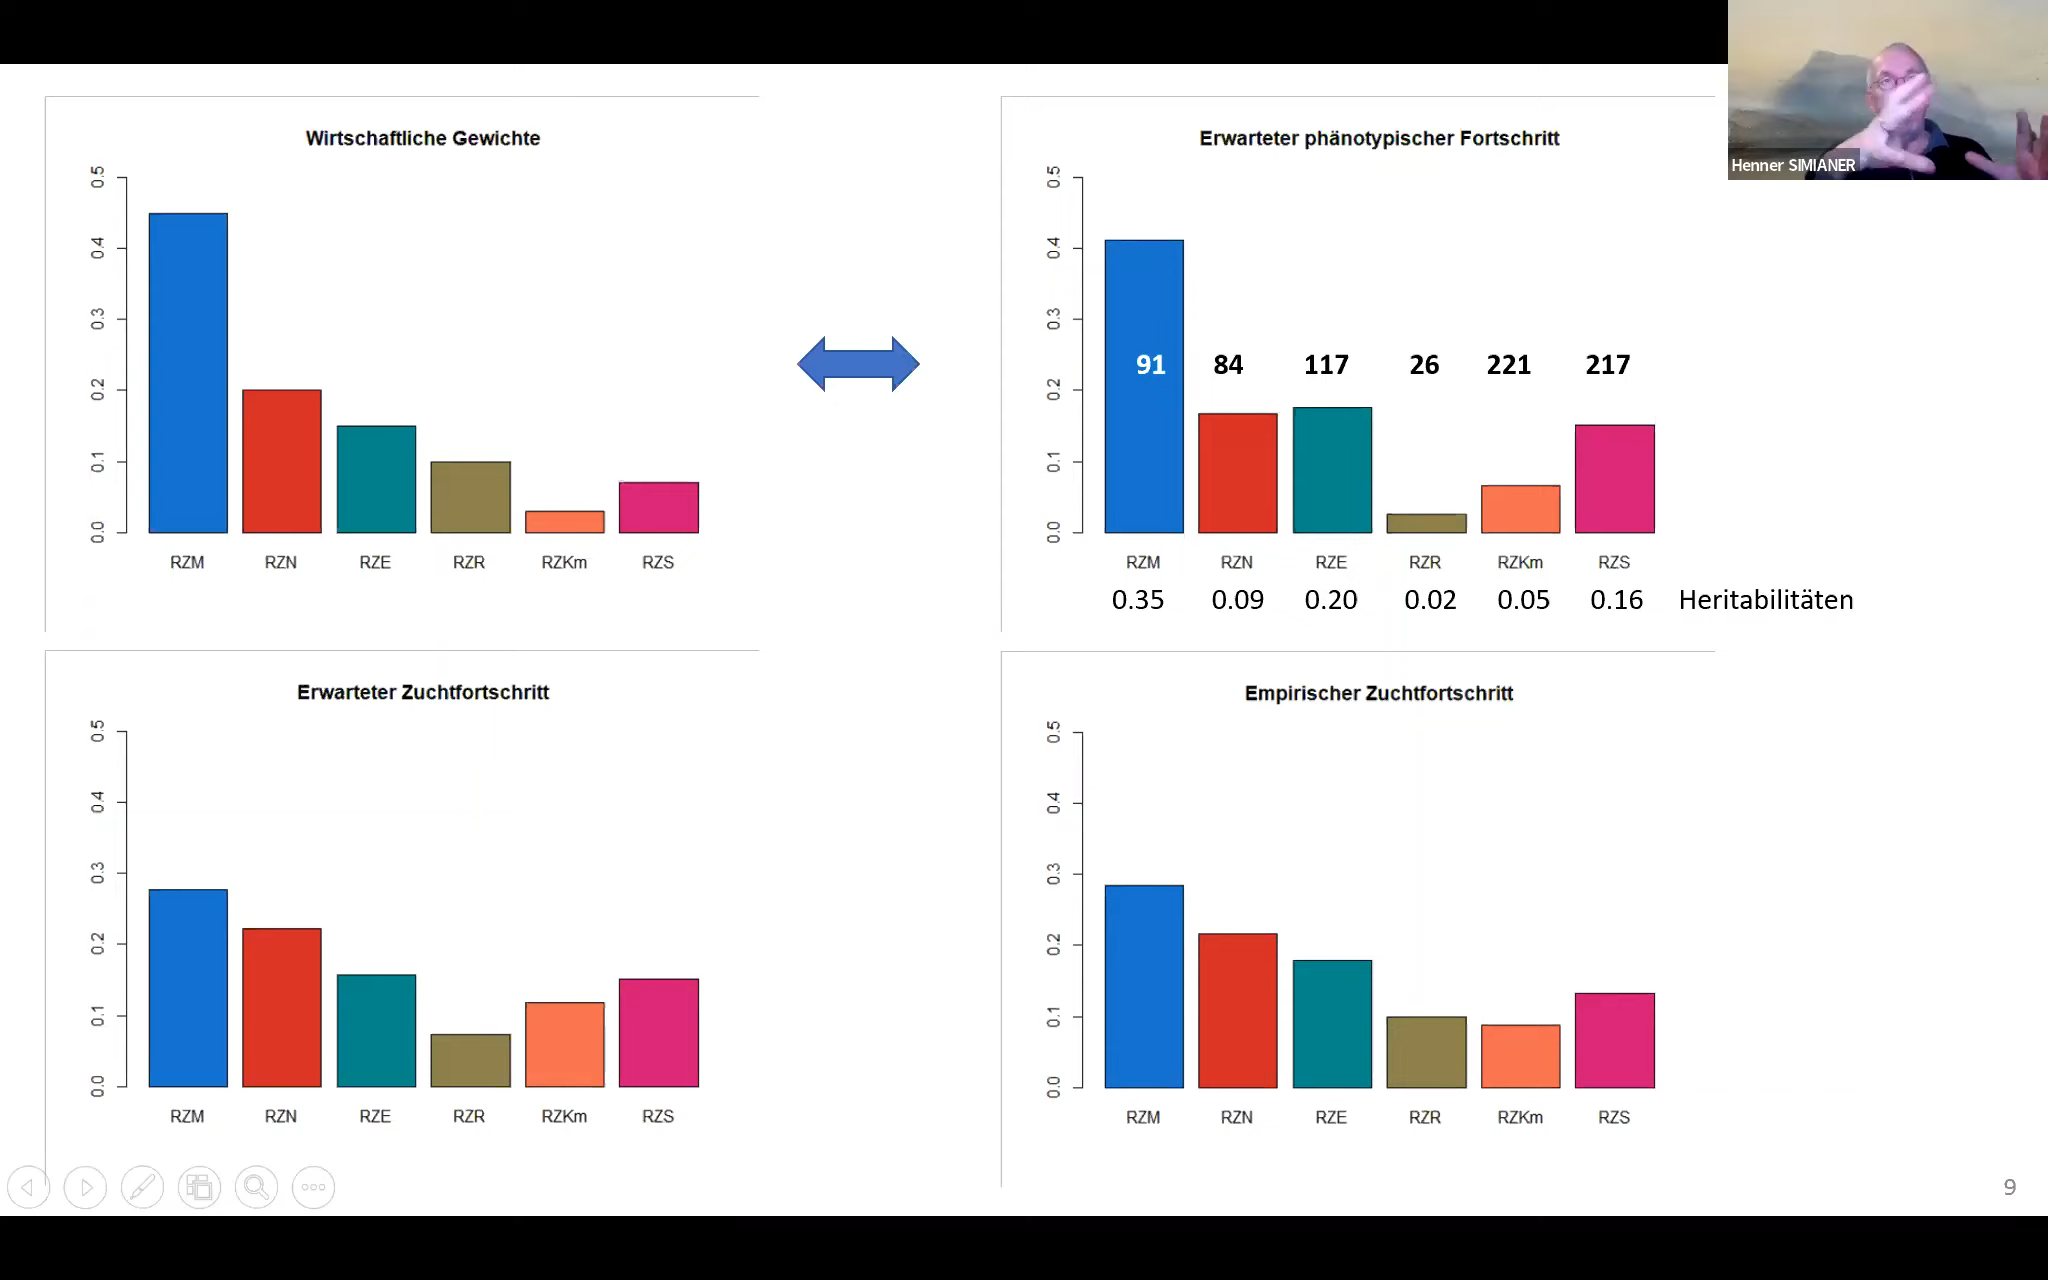 Henner SIMIANER
Wirtschaftliche Gewichte
0.5
0.4
0.3
0.2
0.1
0.0
RZM RZN RZE RZR RZKm RZS
Erwarteter phänotypischer Fortschritt
0.5
0.4
0.3
0.2
0.1
0.0
91 84 117 26 221 217
RZM RZN RZE RZR RZKm RZS
0.35 0.09 0.20 0.02 0.05 0.16 Heritabilitäten
Erwarteter Zuchtfortschritt
0.5
0.4
0.3
0.2
0.1
0.0
RZM RZN RZE RZR RZKm RZS
Empirischer Zuchtfortschritt
0.5
0.4
0.3
0.2
0.1
0.0
RZM RZN RZE RZR RZKm RZS
9